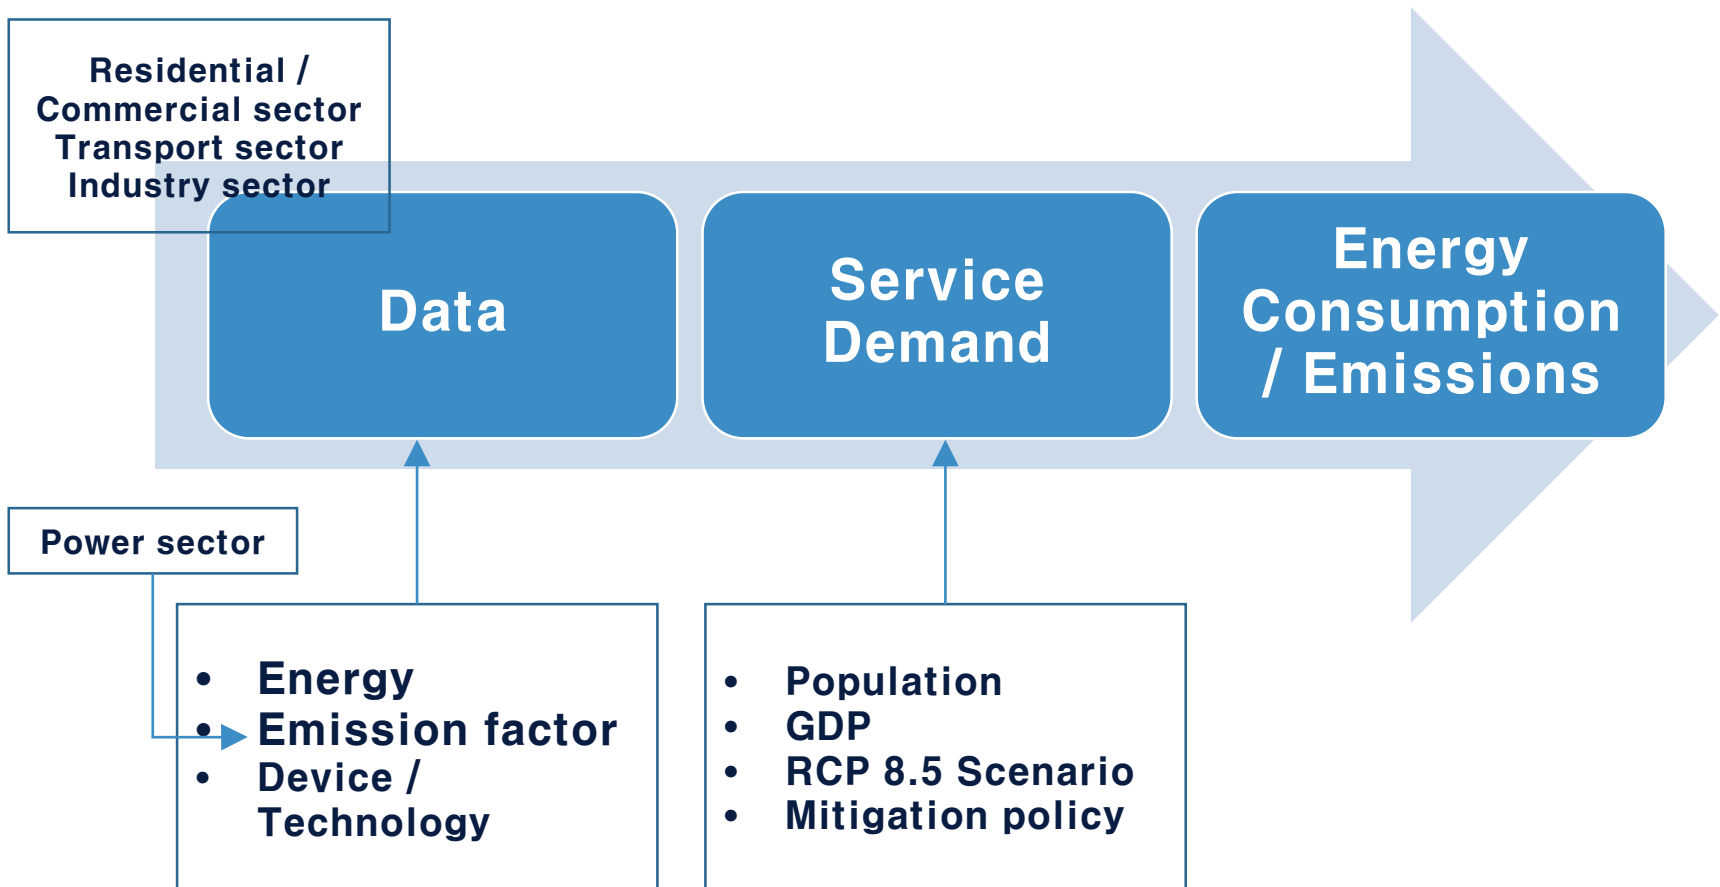 Residential /
Commercial sector
Transport sector
Industry sector
Data
Service
Demand
Energy
Consumption
/ Emissions
Power sector
• Energy
• Emission factor
• Device /
Technology
• Population
• GDP
• RCP 8.5 Scenario
• Mitigation policy